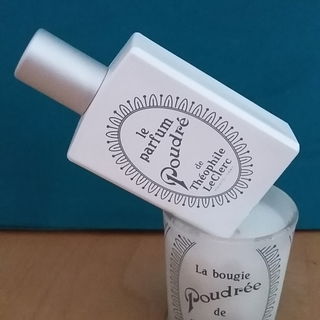 le
parfum
Poudré
de
Théophile
LeClerc
La bougie
Poudrée
de